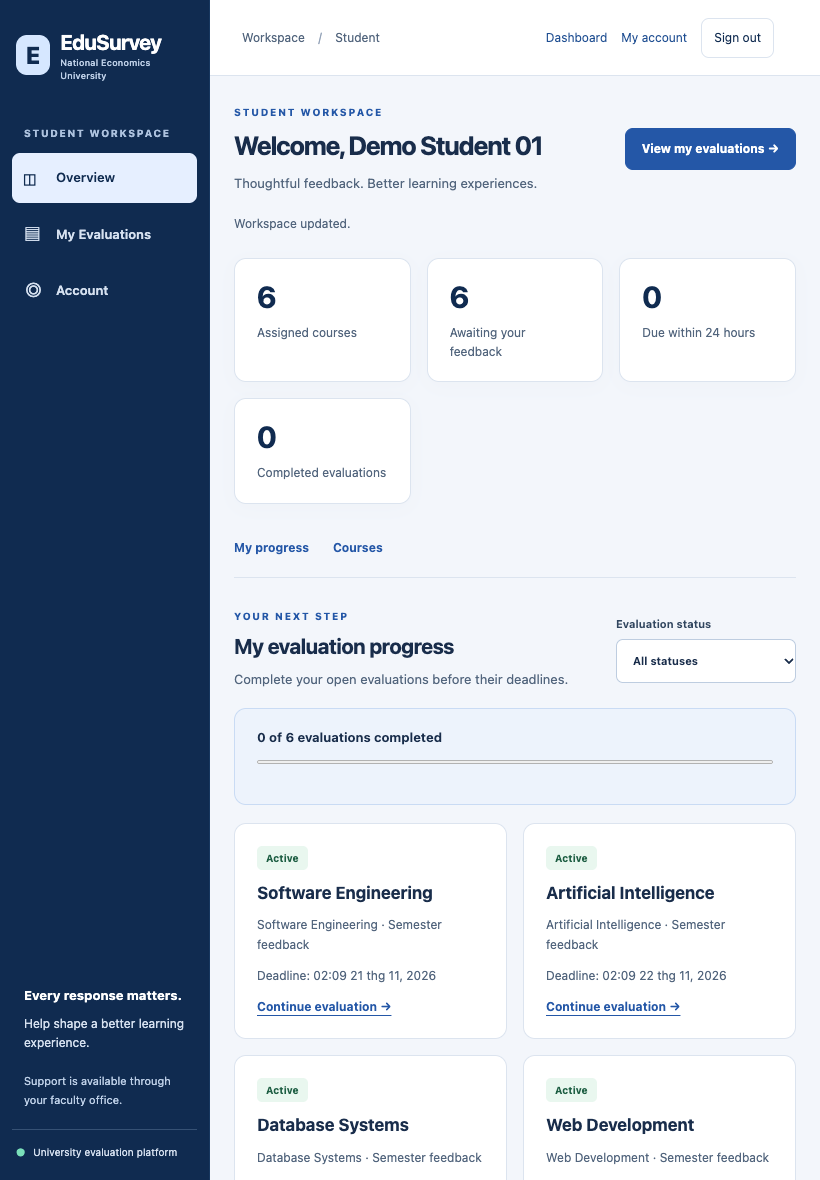 E
EduSurvey
National Economics
University
STUDENT WORKSPACE
Overview
My Evaluations
Account
Every response matters.
Help shape a better learning
experience.
Support is available through
your faculty office.
University evaluation platform
Workspace / Student
Dashboard
My account
Sign out
STUDENT WORKSPACE
Welcome, Demo Student 01
Thoughtful feedback. Better learning experiences.
View my evaluations →
Workspace updated.
6
Assigned courses
6
Awaiting your
feedback
0
Due within 24 hours
0
Completed evaluations
My progress
Courses
YOUR NEXT STEP
My evaluation progress
Complete your open evaluations before their deadlines.
Evaluation status
All statuses
0 of 6 evaluations completed
Active
Software Engineering
Software Engineering · Semester
feedback
Deadline: 02:09 21 thg 11, 2026
Continue evaluation →
Active
Artificial Intelligence
Artificial Intelligence · Semester
feedback
Deadline: 02:09 22 thg 11, 2026
Continue evaluation →
Active
Database Systems
Database Systems · Semester feedback
Active
Web Development
Web Development · Semester feedback